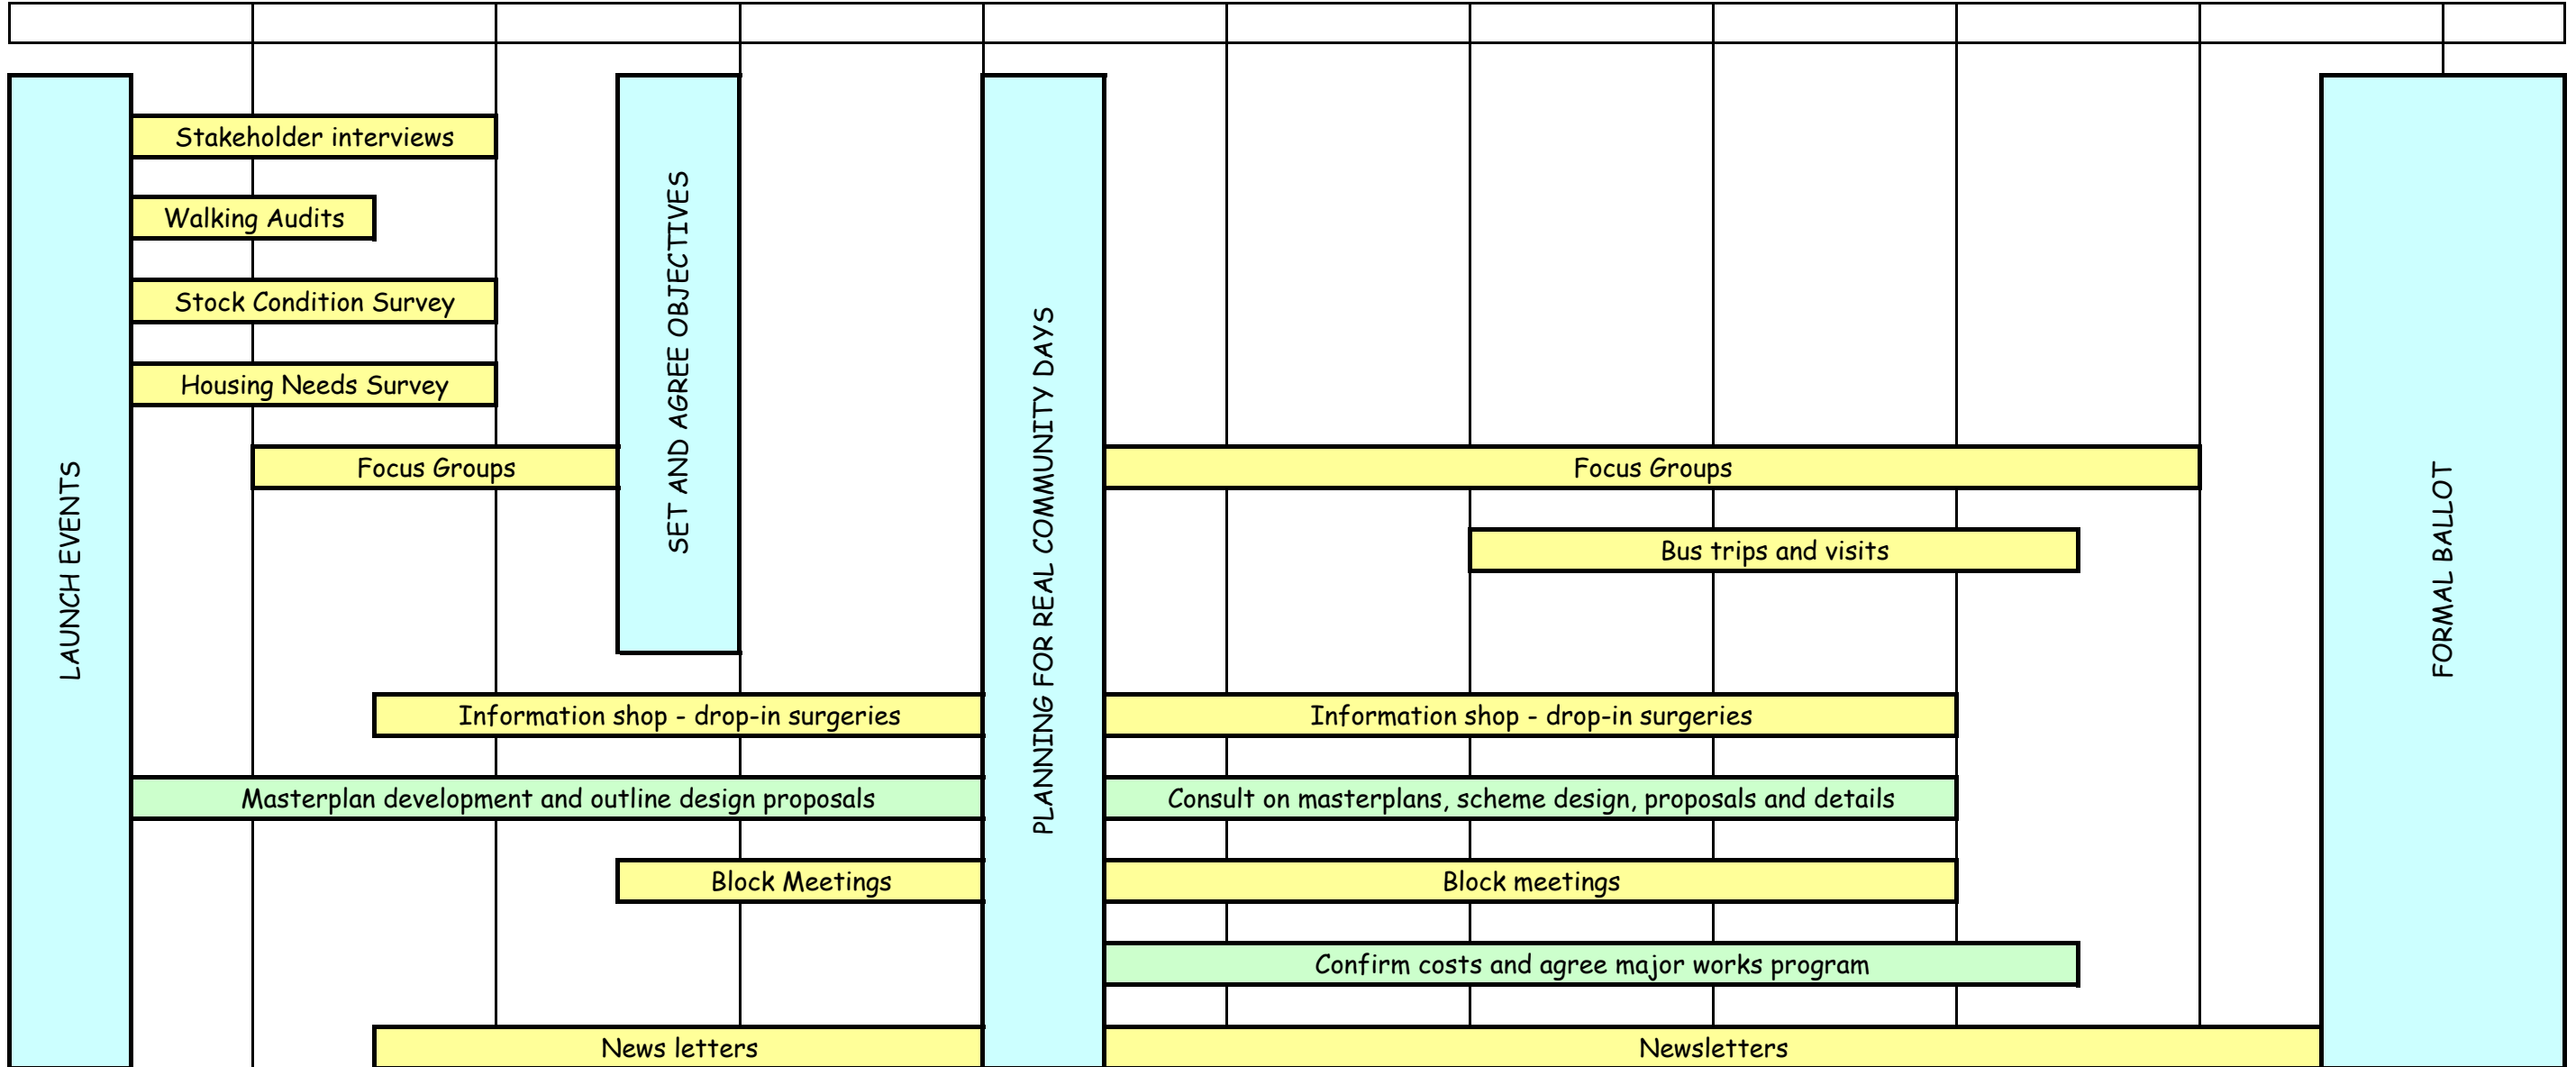 LAUNCH EVENTS
Stakeholder interviews
Walking Audits
Stock Condition Survey
Housing Needs Survey
SET AND AGREE OBJECTIVES
PLANNING FOR REAL COMMUNITY DAYS
FORMAL BALLOT
Focus Groups
Focus Groups
Bus trips and visits
Information shop - drop-in surgeries
Information shop - drop-in surgeries
Masterplan development and outline design proposals
Consult on masterplans, scheme design, proposals and details
Block Meetings
Block meetings
Confirm costs and agree major works program
News letters
Newsletters